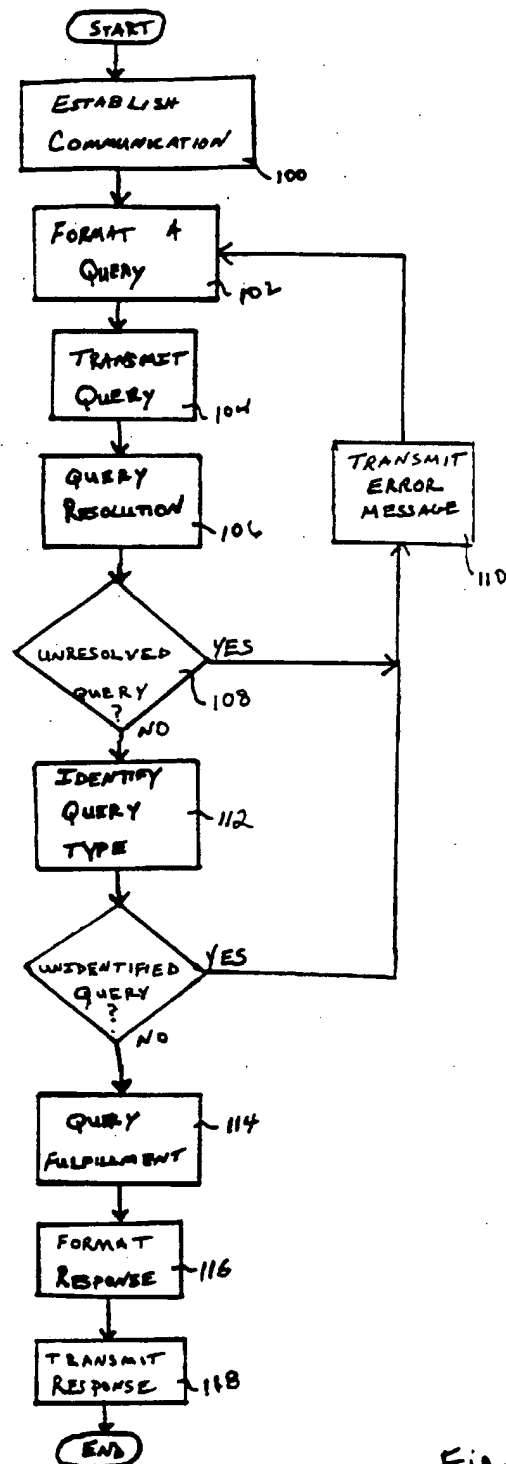 START
ESTABLISH
COMMUNICATION
100
FORMAT A
QUERY
102
TRANSMIT
QUERY
104
QUERY
RESOLUTION
106
TRANSMIT
ERROR
MESSAGE
110
UNRESOLVED
QUERY
?
108
YES
NO
IDENTIFY
QUERY
TYPE
112
UNIDENTIFIED
QUERY
?
YES
NO
QUERY
FULFILLMENT
114
FORMAT
RESPONSE
116
TRANSMIT
RESPONSE
118
END
Fig.